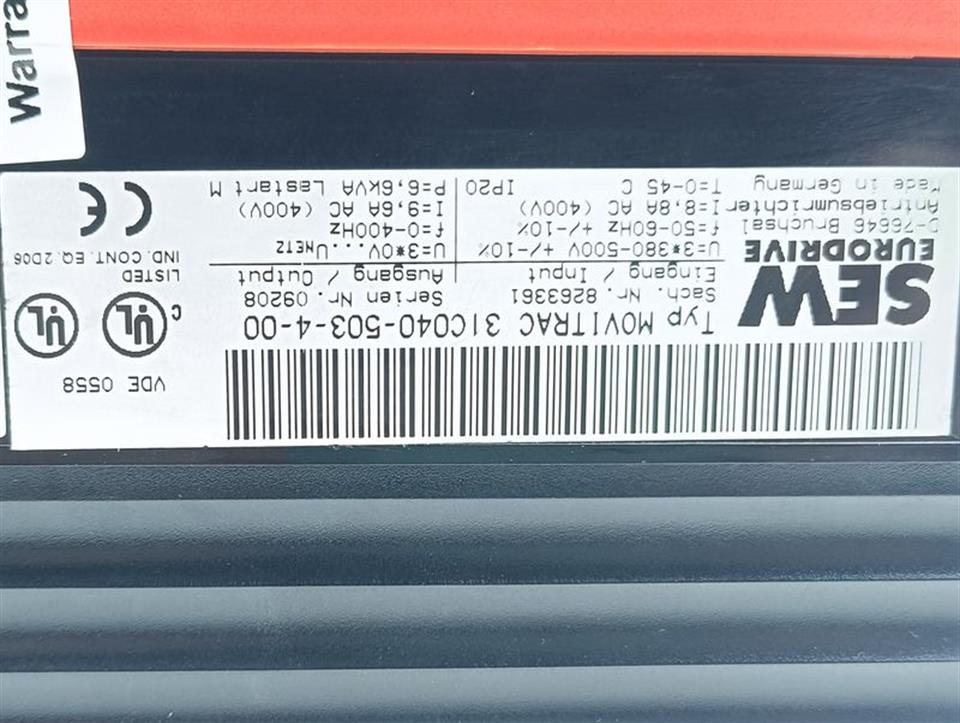 Warra
SEW
EURODRIVE
D-76646 Bruchsal
Antriebsumrichter
Made in Germany
Typ MOVITRAC 31C040-503-4-00
Sach. Nr. 8263361
Serien Nr. 09208
Eingang / Input
U=3*380-500V +/-10%
f=50-60Hz +/-10%
I=8,8A AC (400V)
T=0-45 C
IP20
Ausgang / Output
U=3*0V...UNETZ
f=0-400Hz
I=9,6A AC (400V)
P=6,6kVA Lastart M
VDE 0558
C UL
UL
LISTED
IND. CONT. EQ. 2D06
CE